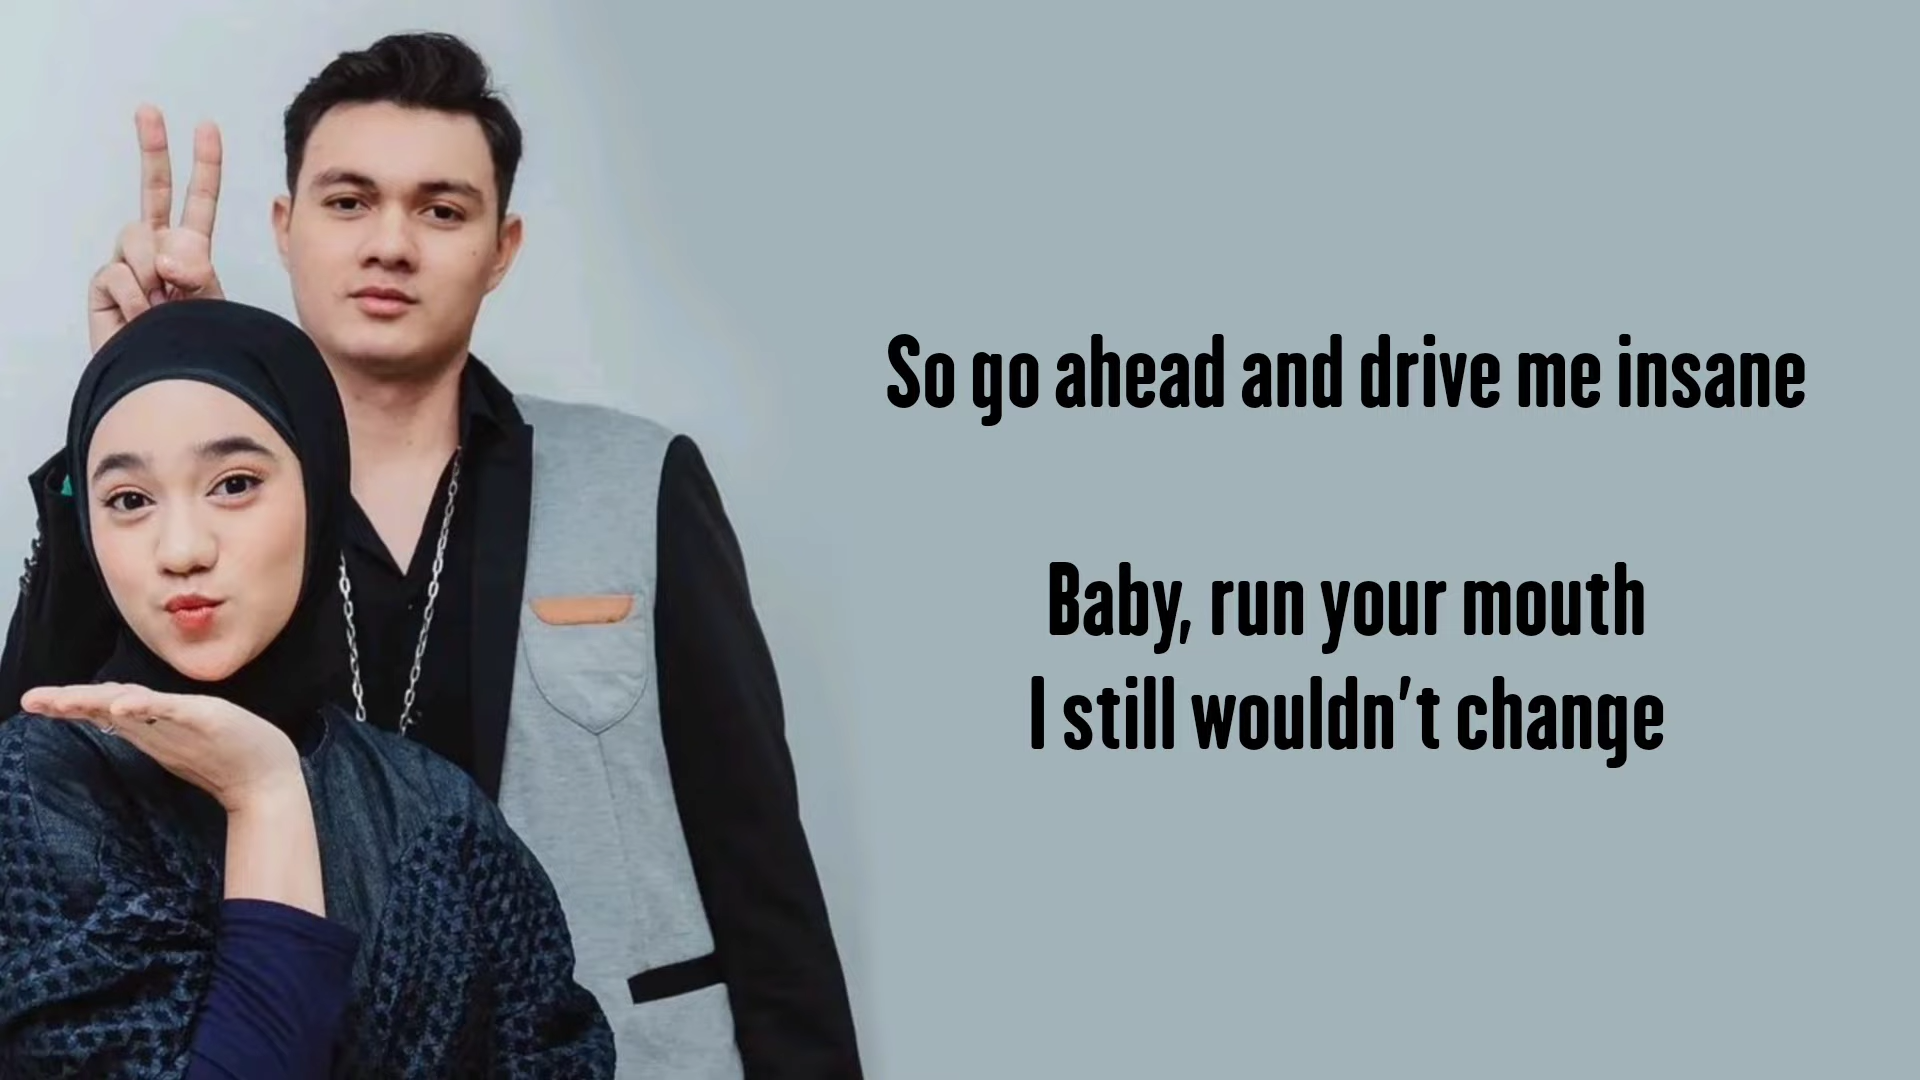 So go ahead and drive me insane
Baby, run your mouth
I still wouldn't change